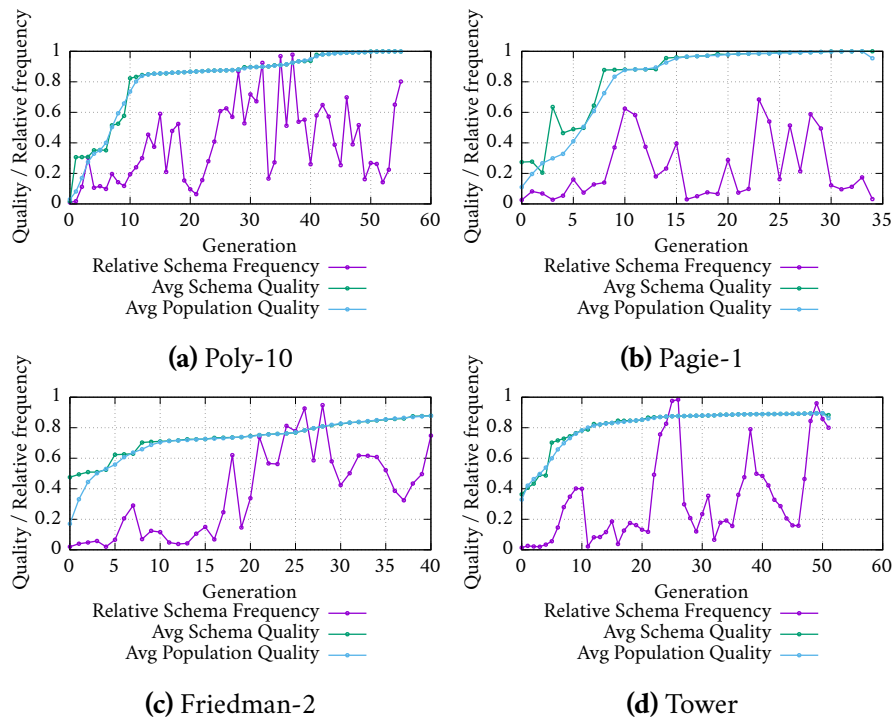 Quality / Relative frequency
1
0.8
0.6
0.4
0.2
0
0 10 20 30 40 50 60
Generation
Relative Schema Frequency
Avg Schema Quality
Avg Population Quality
(a) Poly-10
Quality / Relative frequency
1
0.8
0.6
0.4
0.2
0
0 5 10 15 20 25 30 35
Generation
Relative Schema Frequency
Avg Schema Quality
Avg Population Quality
(b) Pagie-1
Quality / Relative frequency
1
0.8
0.6
0.4
0.2
0
0 5 10 15 20 25 30 35 40
Generation
Relative Schema Frequency
Avg Schema Quality
Avg Population Quality
(c) Friedman-2
Quality / Relative frequency
1
0.8
0.6
0.4
0.2
0
0 10 20 30 40 50 60
Generation
Relative Schema Frequency
Avg Schema Quality
Avg Population Quality
(d) Tower